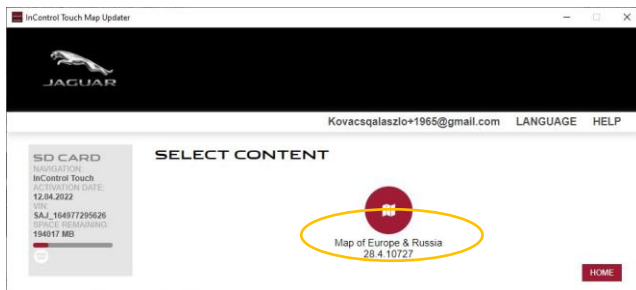 InControl Touch Map Updater
JAGUAR
Kovacsqalaszlo+1965@gmail.com LANGUAGE HELP
SD CARD
NAVIGATION:
InControl Touch
ACTIVATION DATE:
12.04.2022
VIN:
SAJ_164977295626
SPACE REMAINING:
194017 MB
SELECT CONTENT
Map of Europe & Russia
28.4.10727
HOME